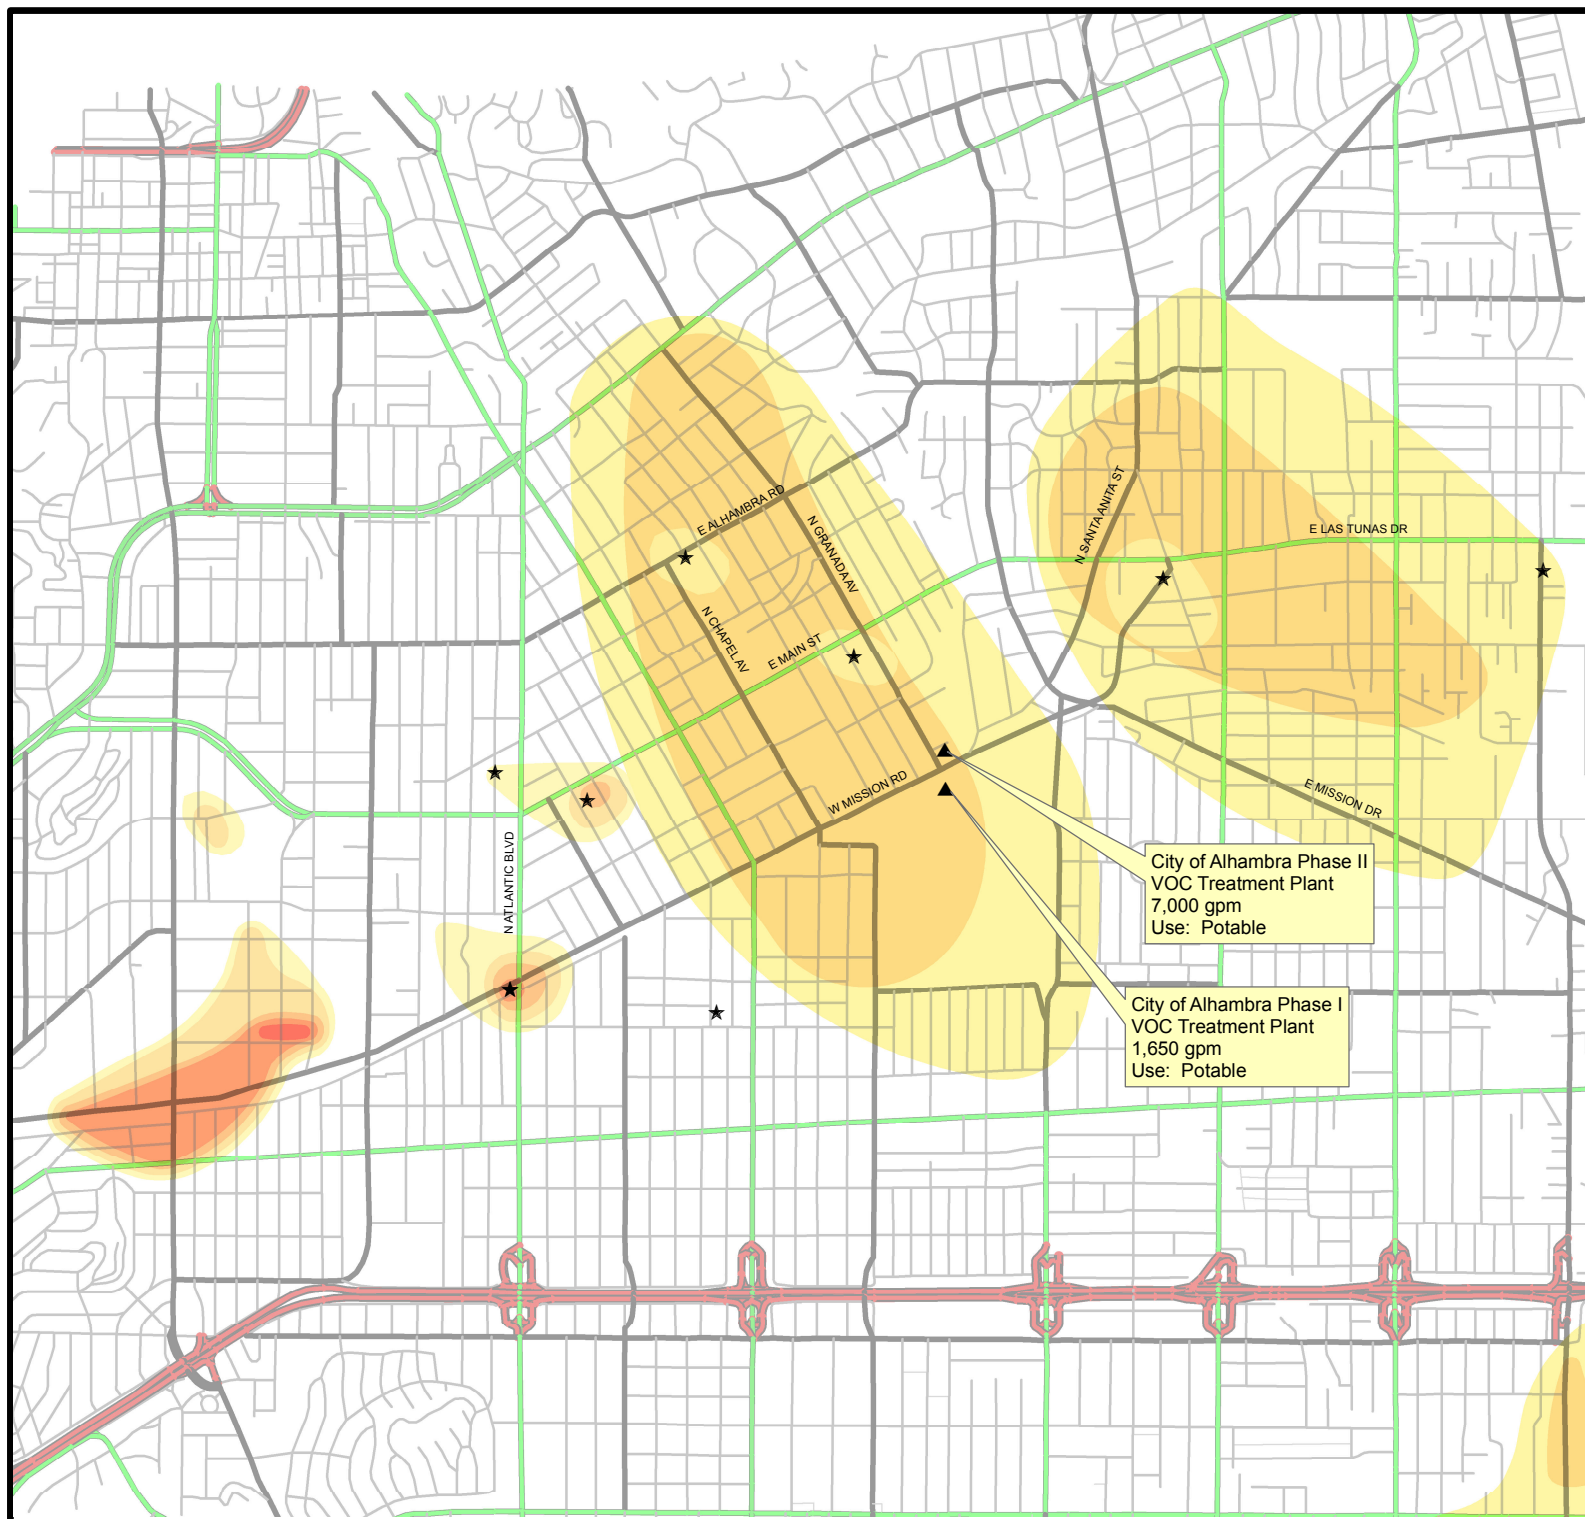 E ALHAMBRA RD
N GRANADA AV
N SANTA ANITA ST
E LAS TUNAS DR
N CHAPEL AV
E MAIN ST
W MISSION RD
E MISSION DR
N ATLANTIC BLVD
City of Alhambra Phase II
VOC Treatment Plant
7,000 gpm
Use:  Potable
City of Alhambra Phase I
VOC Treatment Plant
1,650 gpm
Use:  Potable